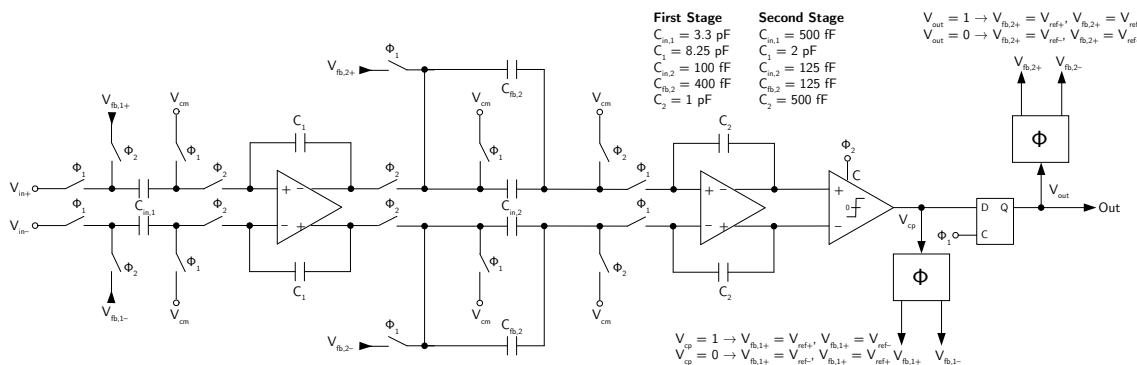 First Stage
C_in,1 = 3.3 pF
C_1 = 8.25 pF
C_in,2 = 100 fF
C_fb,2 = 400 fF
C_2 = 1 pF
Second Stage
C_in,1 = 500 fF
C_1 = 2 pF
C_in,2 = 125 fF
C_fb,2 = 125 fF
C_2 = 500 fF
V_out = 1 → V_fb,2+ = V_ref+, V_fb,2+ = V_ref
V_out = 0 → V_fb,2+ = V_ref-, V_fb,2+ = V_ref
V_fb,2+
V_fb,2-
Φ
V_fb,2+
Φ_1
C_fb,2
V_fb,1+
V_cm
Φ_2
Φ_1
V_cm
Φ_1
V_cm
Φ_2
C_1
C_2
Φ_2
C
V_in+
Φ_1
Φ_2
+
−
Φ_2
Φ_1
+
−
+
0
−
V_out
C_in,1
C_in,2
D
Q
Out
V_in-
Φ_1
Φ_2
−
+
Φ_2
Φ_1
−
+
V_cp
Φ_1
C
Φ_2
Φ_1
C_1
Φ_1
Φ_2
C_2
Φ
V_fb,1-
V_cm
V_cm
V_cm
V_fb,2-
Φ_1
C_fb,2
V_cp = 1 → V_fb,1+ = V_ref+, V_fb,1+ = V_ref-
V_cp = 0 → V_fb,1+ = V_ref-, V_fb,1+ = V_ref+
V_fb,1+
V_fb,1-